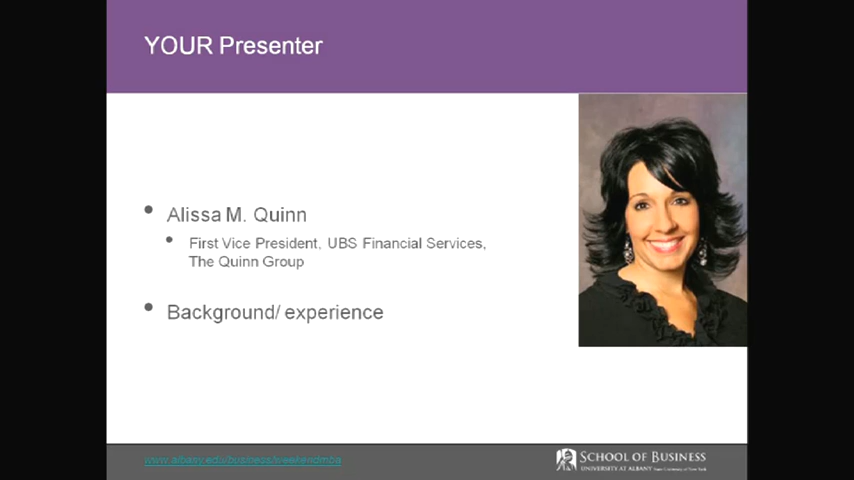 YOUR Presenter
• Alissa M. Quinn
• First Vice President, UBS Financial Services,
The Quinn Group
• Background/ experience
www.albany.edu/business/weekendmba
SCHOOL OF BUSINESS
UNIVERSITY AT ALBANY State University of New York